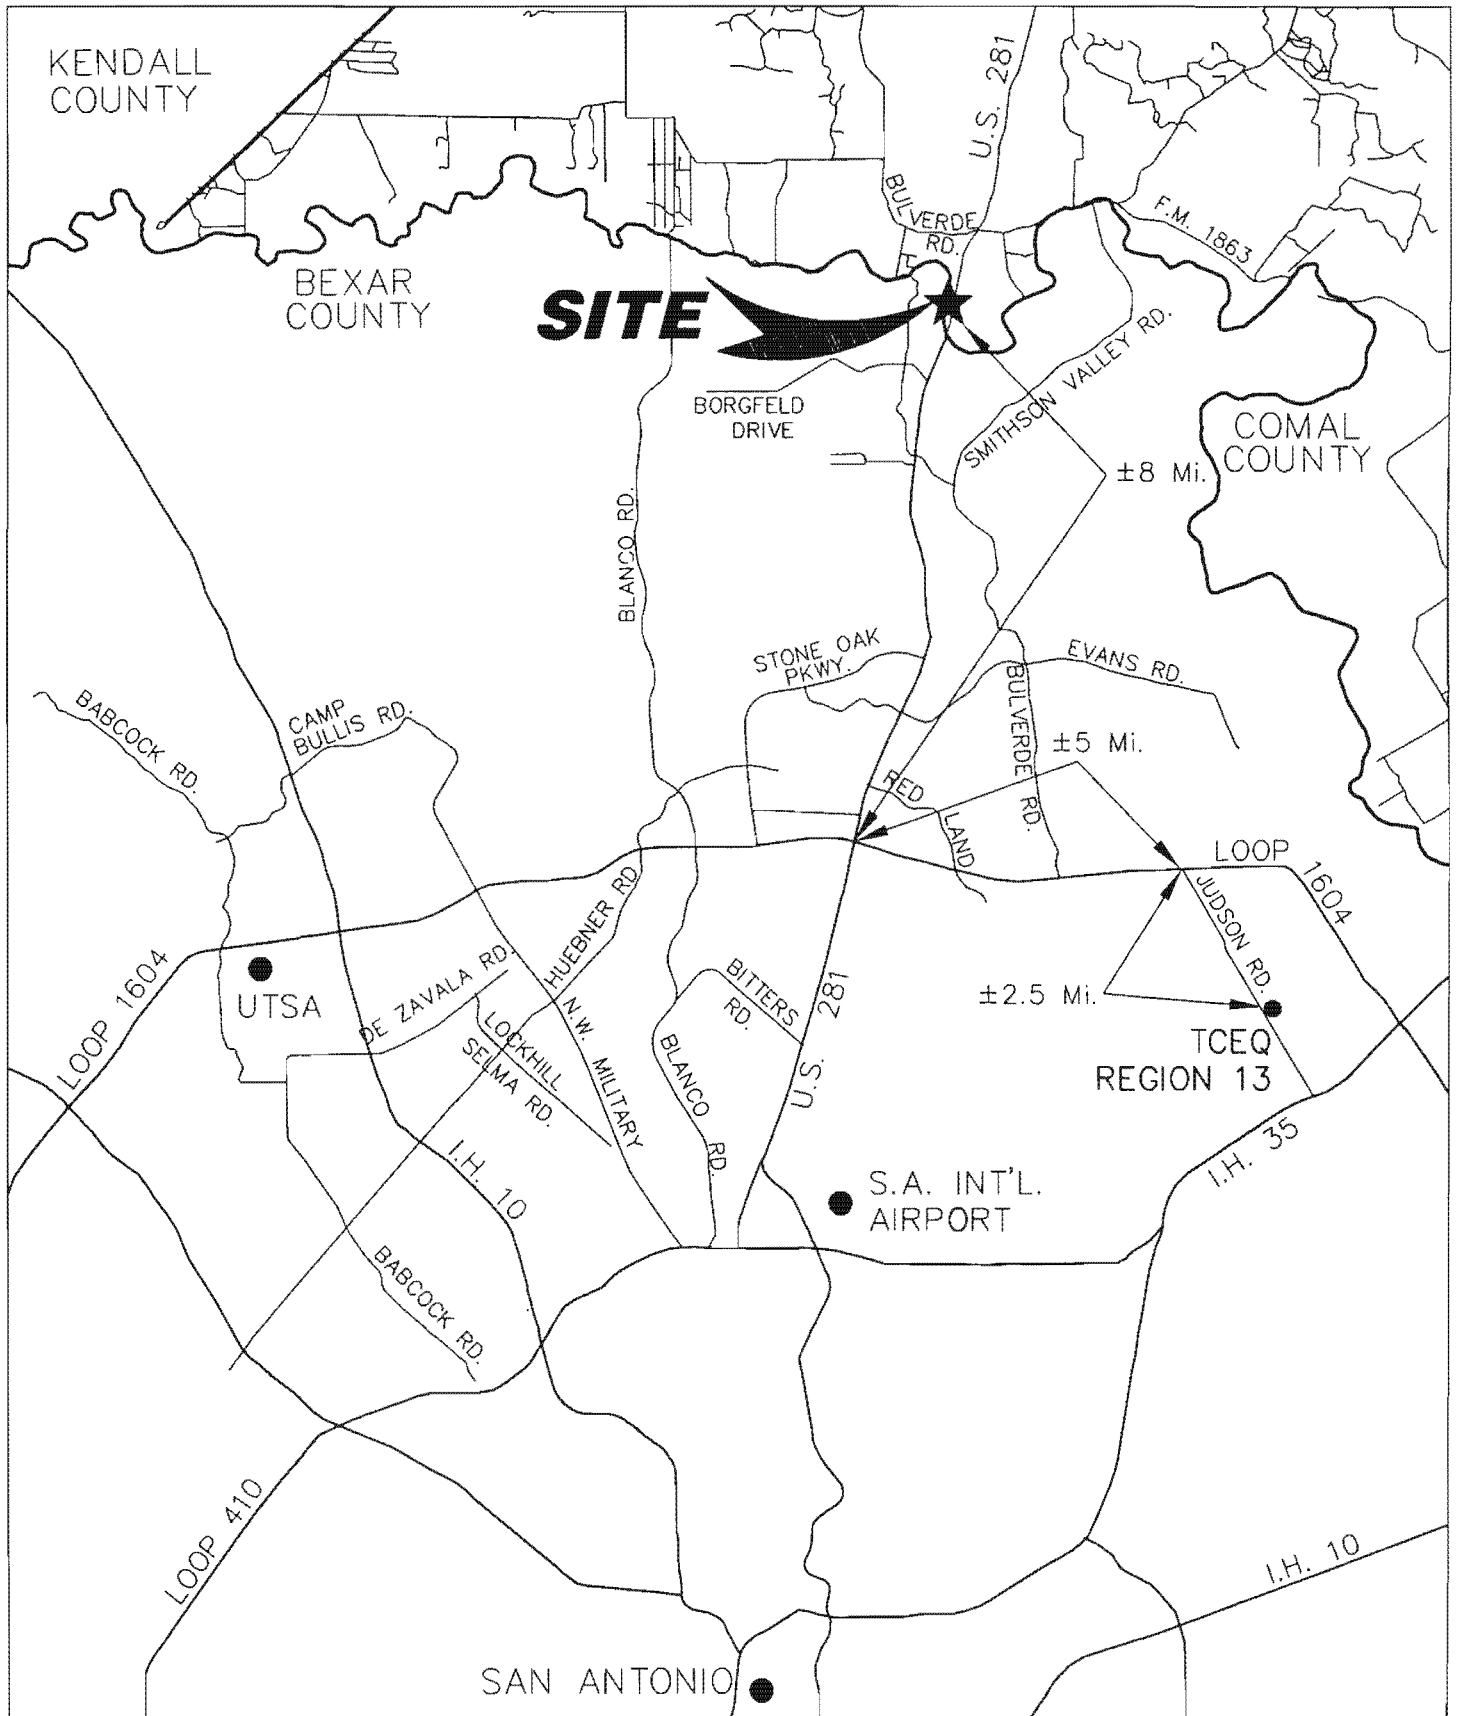 KENDALL
COUNTY
U.S. 281
BULVERDE
RD.
F.M. 1863
BEXAR
COUNTY
SITE
SMITHSON VALLEY RD.
BORGFELD
DRIVE
COMAL
COUNTY
±8 Mi.
BLANCO RD.
STONE OAK
PKWY.
EVANS RD.
BULVERDE RD.
BABCOCK RD.
CAMP
BULLIS RD.
±5 Mi.
RED
LAND
LOOP
1604
JUDSON RD.
HUEBNER RD.
LOOP 1604
UTSA
DE ZAVALA RD.
LOCKHILL
SELMA RD.
N.W. MILITARY
BITTERS
RD.
U.S. 281
±2.5 Mi.
TCEQ
REGION 13
BLANCO RD.
I.H. 10
S.A. INT'L.
AIRPORT
I.H. 35
BABCOCK RD.
LOOP 410
I.H. 10
SAN ANTONIO